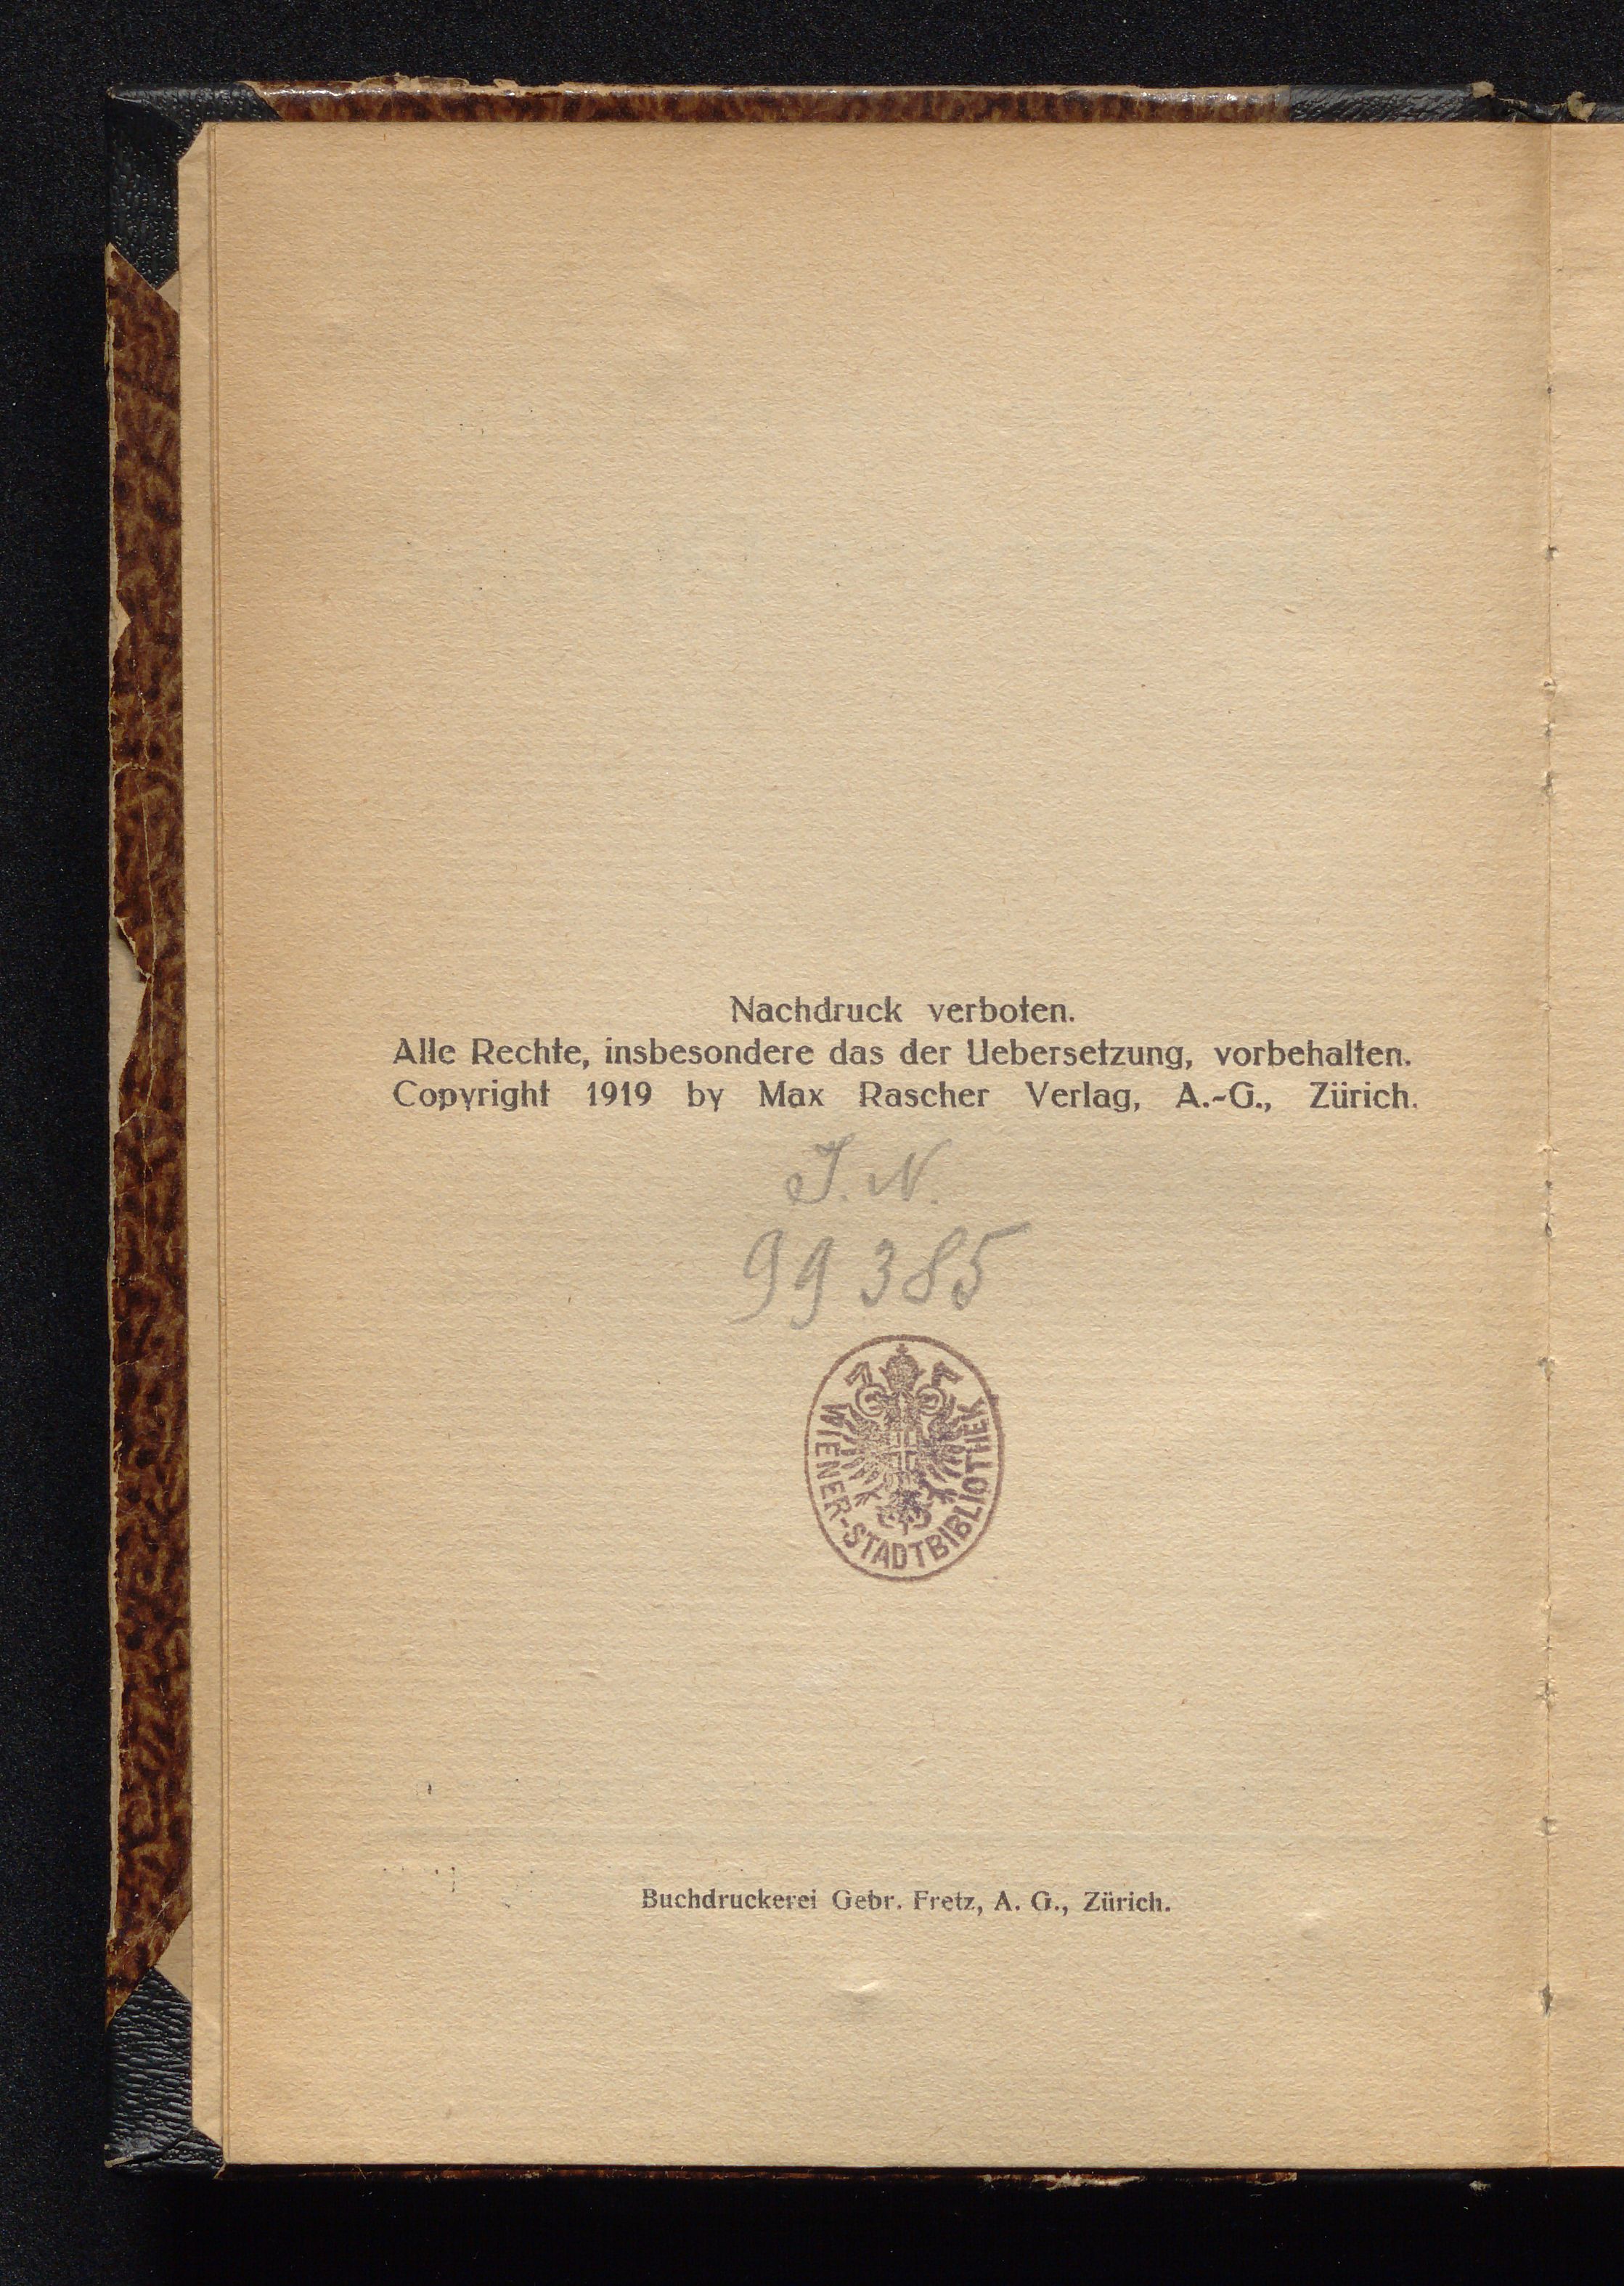 Nachdruck verboten.
Alle Rechte, insbesondere das der Uebersetzung, vorbehalten.
Copyright 1919 by Max Rascher Verlag, A.-G., Zürich.
J. N.
99385
WIENER-STADTBIBLIOTHEK
Buchdruckerei Gebr. Fretz, A. G., Zürich.